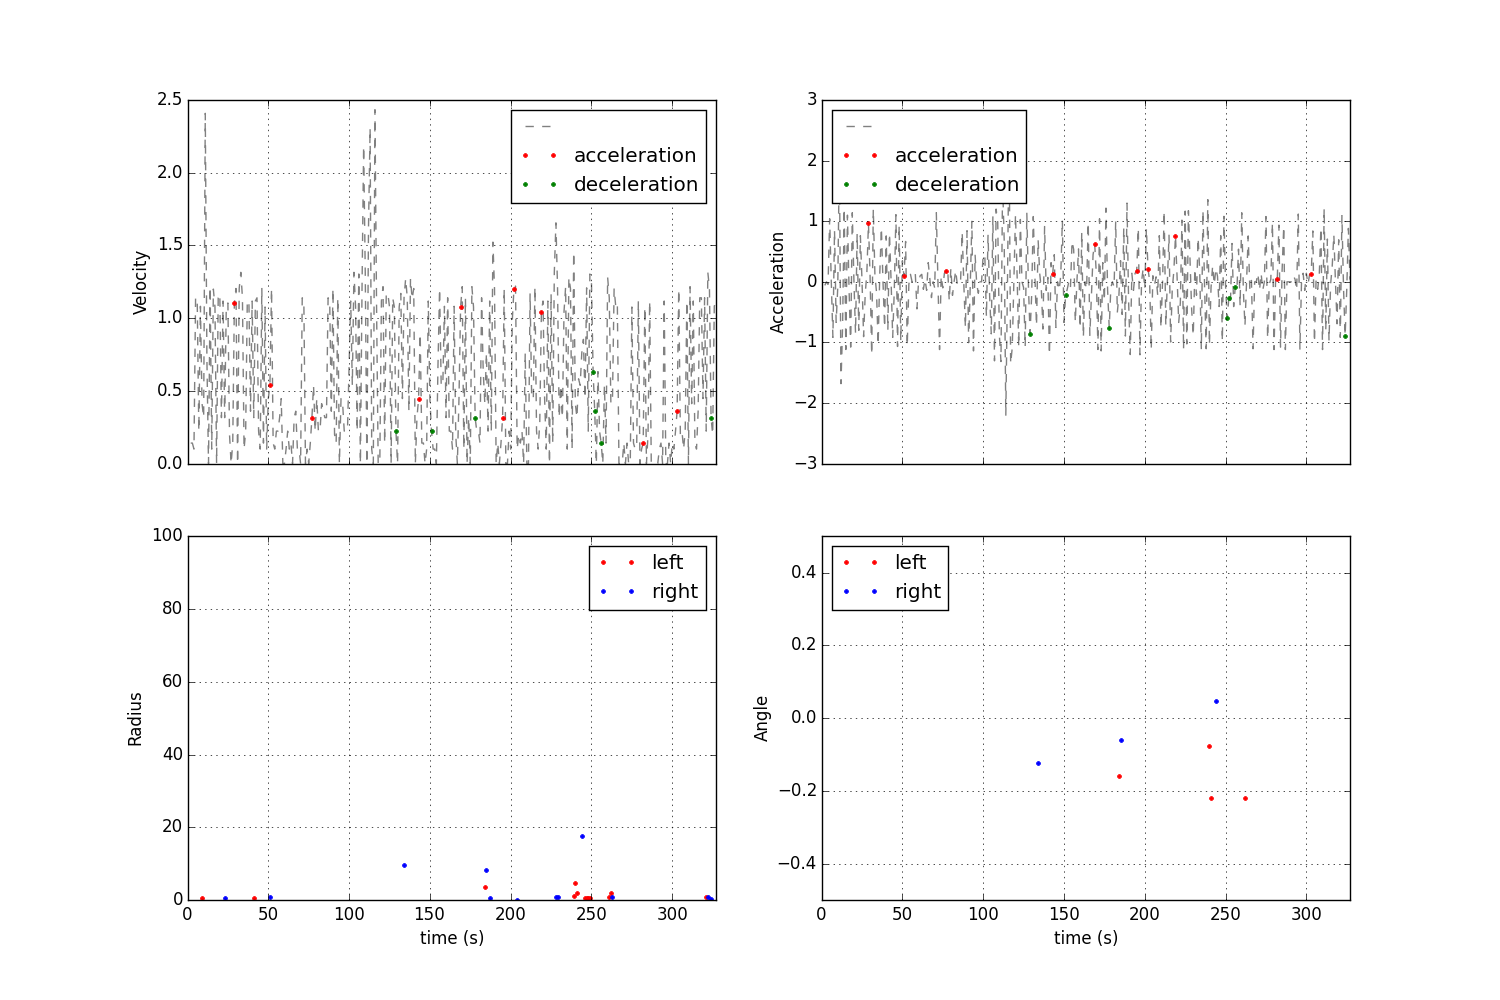 2.5
2.0
1.5
1.0
0.5
0.0
Velocity
acceleration
deceleration
3
2
1
0
−1
−2
−3
Acceleration
acceleration
deceleration
100
80
60
40
20
0
Radius
left
right
0 50 100 150 200 250 300
time (s)
0.4
0.2
0.0
−0.2
−0.4
Angle
left
right
0 50 100 150 200 250 300
time (s)